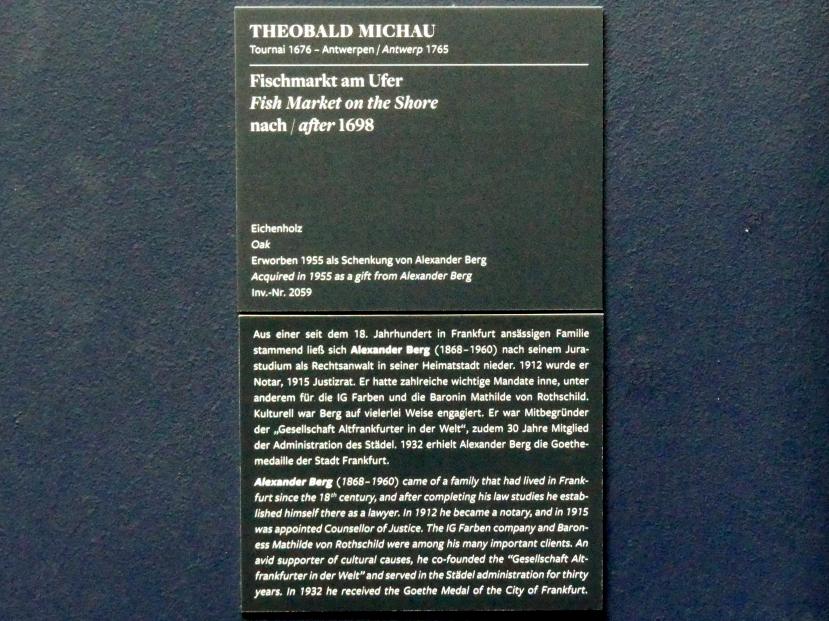 THEOBALD MICHAU
Tournai 1676 – Antwerpen / Antwerp 1765
Fischmarkt am Ufer
Fish Market on the Shore
nach / after 1698
Eichenholz
Oak
Erworben 1955 als Schenkung von Alexander Berg
Acquired in 1955 as a gift from Alexander Berg
Inv.-Nr. 2059
Aus einer seit dem 18. Jahrhundert in Frankfurt ansässigen Familie
stammend ließ sich Alexander Berg (1868–1960) nach seinem Jura-
studium als Rechtsanwalt in seiner Heimatstadt nieder. 1912 wurde er
Notar, 1915 Justizrat. Er hatte zahlreiche wichtige Mandate inne, unter
anderem für die IG Farben und die Baronin Mathilde von Rothschild.
Kulturell war Berg auf vielerlei Weise engagiert. Er war Mitbegründer
der „Gesellschaft Altfrankfurter in der Welt“, zudem 30 Jahre Mitglied
der Administration des Städel. 1932 erhielt Alexander Berg die Goethe-
medaille der Stadt Frankfurt.
Alexander Berg (1868–1960) came of a family that had lived in Frank-
furt since the 18th century, and after completing his law studies he estab-
lished himself there as a lawyer. In 1912 he became a notary, and in 1915
was appointed Counsellor of Justice. The IG Farben company and Baron-
ess Mathilde von Rothschild were among his many important clients. An
avid supporter of cultural causes, he co-founded the “Gesellschaft Alt-
frankfurter in der Welt” and served in the Städel administration for thirty
years. In 1932 he received the Goethe Medal of the City of Frankfurt.